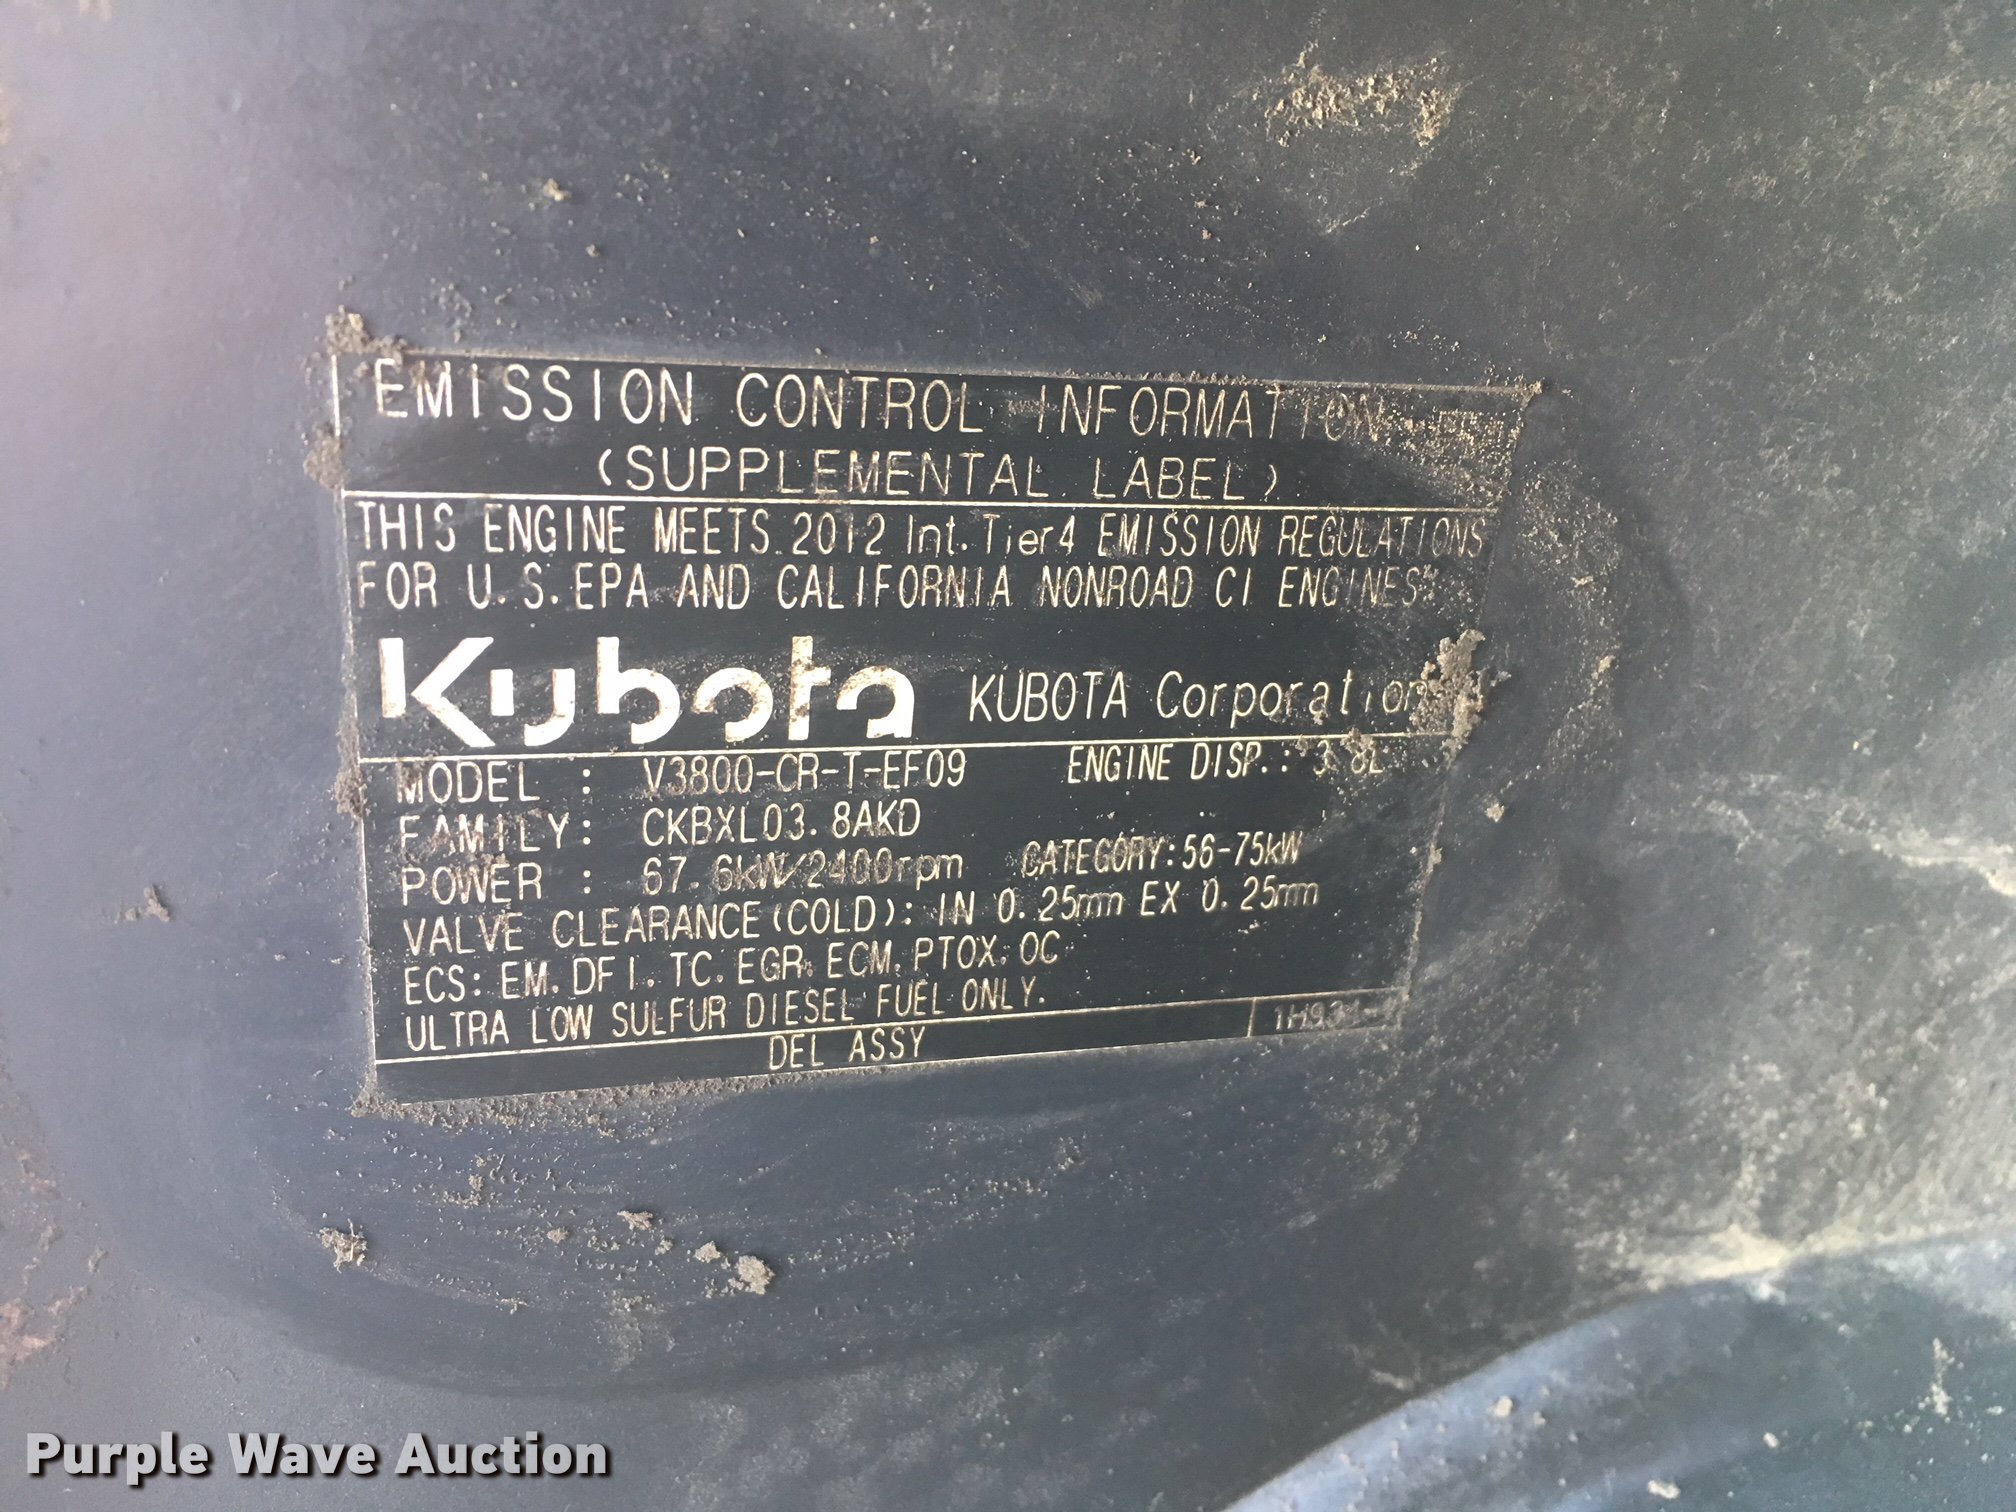 EMISSION CONTROL INFORMATION
(SUPPLEMENTAL LABEL)
THIS ENGINE MEETS 2012 Int. Tier4 EMISSION REGULATIONS
FOR U.S.EPA AND CALIFORNIA NONROAD CI ENGINES
Kubota KUBOTA Corporation
MODEL : V3800-CR-T-EF09 ENGINE DISP.: 3.8L
FAMILY: CKBXL03.8AKD
POWER : 67.6kW/2400rpm CATEGORY:56-75kW
VALVE CLEARANCE(COLD): IN 0.25mm EX 0.25mm
ECS: EM.DFI.TC.EGR.ECM.PTOX.OC
ULTRA LOW SULFUR DIESEL FUEL ONLY.
DEL ASSY
Purple Wave Auction